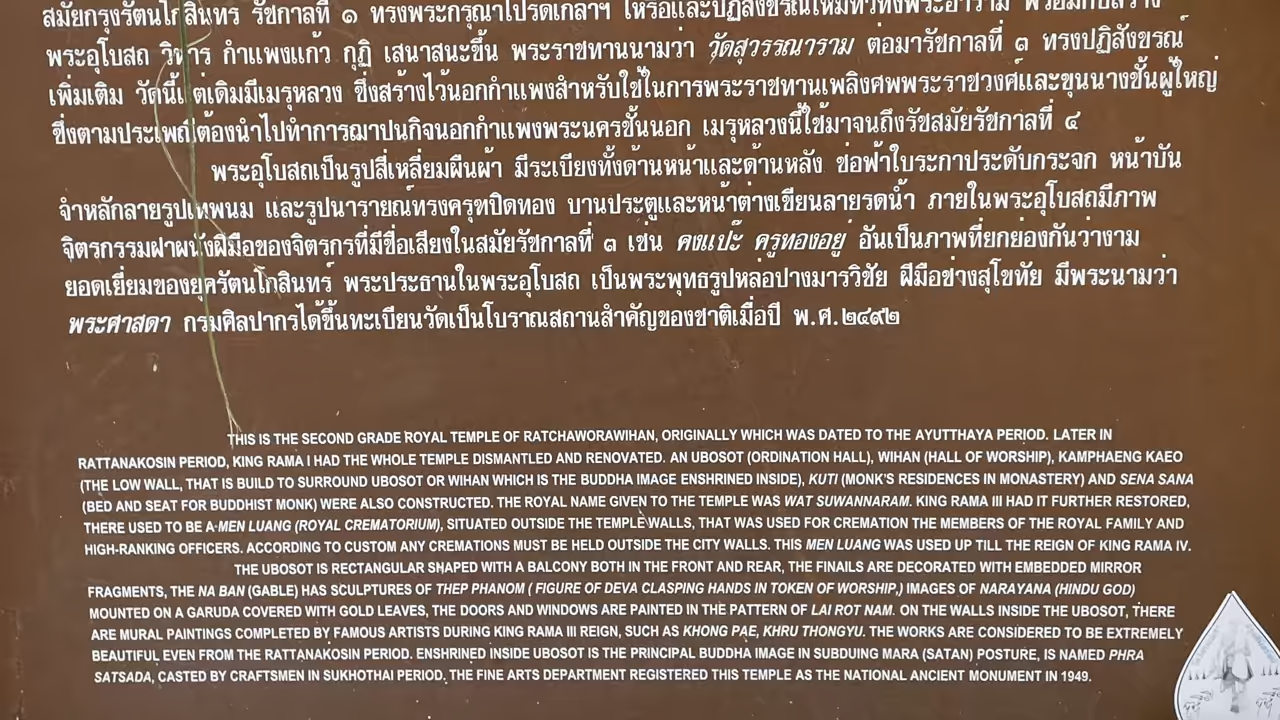 สมัยกรุงรัตนโกสินทร รัชกาลที่ ๑ ทรงพระกรุณาโปรดเกล้าฯ ให้รื้อและปฏิสังขรณ์ใหม่ทั่วทั้งพระอาราม พร้อมกับสร้าง
พระอุโบสถ วิหาร กำแพงแก้ว กุฏิ เสนาสนะขึ้น พระราชทานนามว่า วัดสุวรรณาราม ต่อมารัชกาลที่ ๓ ทรงปฏิสังขรณ์
เพิ่มเติม วัดนี้แต่เดิมมีเมรุหลวง ซึ่งสร้างไว้นอกกำแพงสำหรับใช้ในการพระราชทานเพลิงศพพระราชวงศ์และขุนนางชั้นผู้ใหญ่
ซึ่งตามประเพณีต้องนำไปทำการฌาปนกิจนอกกำแพงพระนครชั้นนอก เมรุหลวงนี้ใช้มาจนถึงรัชสมัยรัชกาลที่ ๔
พระอุโบสถเป็นรูปสี่เหลี่ยมผืนผ้า มีระเบียงทั้งด้านหน้าและด้านหลัง ช่อฟ้าใบระกาประดับกระจก หน้าบัน
จำหลักลายรูปเทพนม และรูปนารายณ์ทรงครุฑปิดทอง บานประตูและหน้าต่างเขียนลายรดน้ำ ภายในพระอุโบสถมีภาพ
จิตรกรรมฝาผนังฝีมือของจิตรกรที่มีชื่อเสียงในสมัยรัชกาลที่ ๓ เช่น คงแป๊ะ ครูทองอยู่ อันเป็นภาพที่ยกย่องกันว่างาม
ยอดเยี่ยมของยุครัตนโกสินทร์ พระประธานในพระอุโบสถ เป็นพระพุทธรูปหล่อปางมารวิชัย ฝีมือช่างสุโขทัย มีพระนามว่า
พระศาสดา กรมศิลปากรได้ขึ้นทะเบียนวัดเป็นโบราณสถานสำคัญของชาติเมื่อปี พ.ศ.๒๔๙๒
THIS IS THE SECOND GRADE ROYAL TEMPLE OF RATCHAWORAWIHAN, ORIGINALLY WHICH WAS DATED TO THE AYUTTHAYA PERIOD. LATER IN
RATTANAKOSIN PERIOD, KING RAMA I HAD THE WHOLE TEMPLE DISMANTLED AND RENOVATED. AN UBOSOT (ORDINATION HALL), WIHAN (HALL OF WORSHIP), KAMPHAENG KAEO
(THE LOW WALL, THAT IS BUILD TO SURROUND UBOSOT OR WIHAN WHICH IS THE BUDDHA IMAGE ENSHRINED INSIDE), KUTI (MONK'S RESIDENCES IN MONASTERY) AND SENA SANA
(BED AND SEAT FOR BUDDHIST MONK) WERE ALSO CONSTRUCTED. THE ROYAL NAME GIVEN TO THE TEMPLE WAS WAT SUWANNARAM. KING RAMA III HAD IT FURTHER RESTORED,
THERE USED TO BE A MEN LUANG (ROYAL CREMATORIUM), SITUATED OUTSIDE THE TEMPLE WALLS, THAT WAS USED FOR CREMATION THE MEMBERS OF THE ROYAL FAMILY AND
HIGH-RANKING OFFICERS. ACCORDING TO CUSTOM ANY CREMATIONS MUST BE HELD OUTSIDE THE CITY WALLS. THIS MEN LUANG WAS USED UP TILL THE REIGN OF KING RAMA IV.
THE UBOSOT IS RECTANGULAR SHAPED WITH A BALCONY BOTH IN THE FRONT AND REAR, THE FINAILS ARE DECORATED WITH EMBEDDED MIRROR
FRAGMENTS, THE NA BAN (GABLE) HAS SCULPTURES OF THEP PHANOM ( FIGURE OF DEVA CLASPING HANDS IN TOKEN OF WORSHIP,) IMAGES OF NARAYANA (HINDU GOD)
MOUNTED ON A GARUDA COVERED WITH GOLD LEAVES, THE DOORS AND WINDOWS ARE PAINTED IN THE PATTERN OF LAI ROT NAM. ON THE WALLS INSIDE THE UBOSOT, THERE
ARE MURAL PAINTINGS COMPLETED BY FAMOUS ARTISTS DURING KING RAMA III REIGN, SUCH AS KHONG PAE, KHRU THONGYU. THE WORKS ARE CONSIDERED TO BE EXTREMELY
BEAUTIFUL EVEN FROM THE RATTANAKOSIN PERIOD. ENSHRINED INSIDE UBOSOT IS THE PRINCIPAL BUDDHA IMAGE IN SUBDUING MARA (SATAN) POSTURE, IS NAMED PHRA
SATSADA, CASTED BY CRAFTSMEN IN SUKHOTHAI PERIOD. THE FINE ARTS DEPARTMENT REGISTERED THIS TEMPLE AS THE NATIONAL ANCIENT MONUMENT IN 1949.